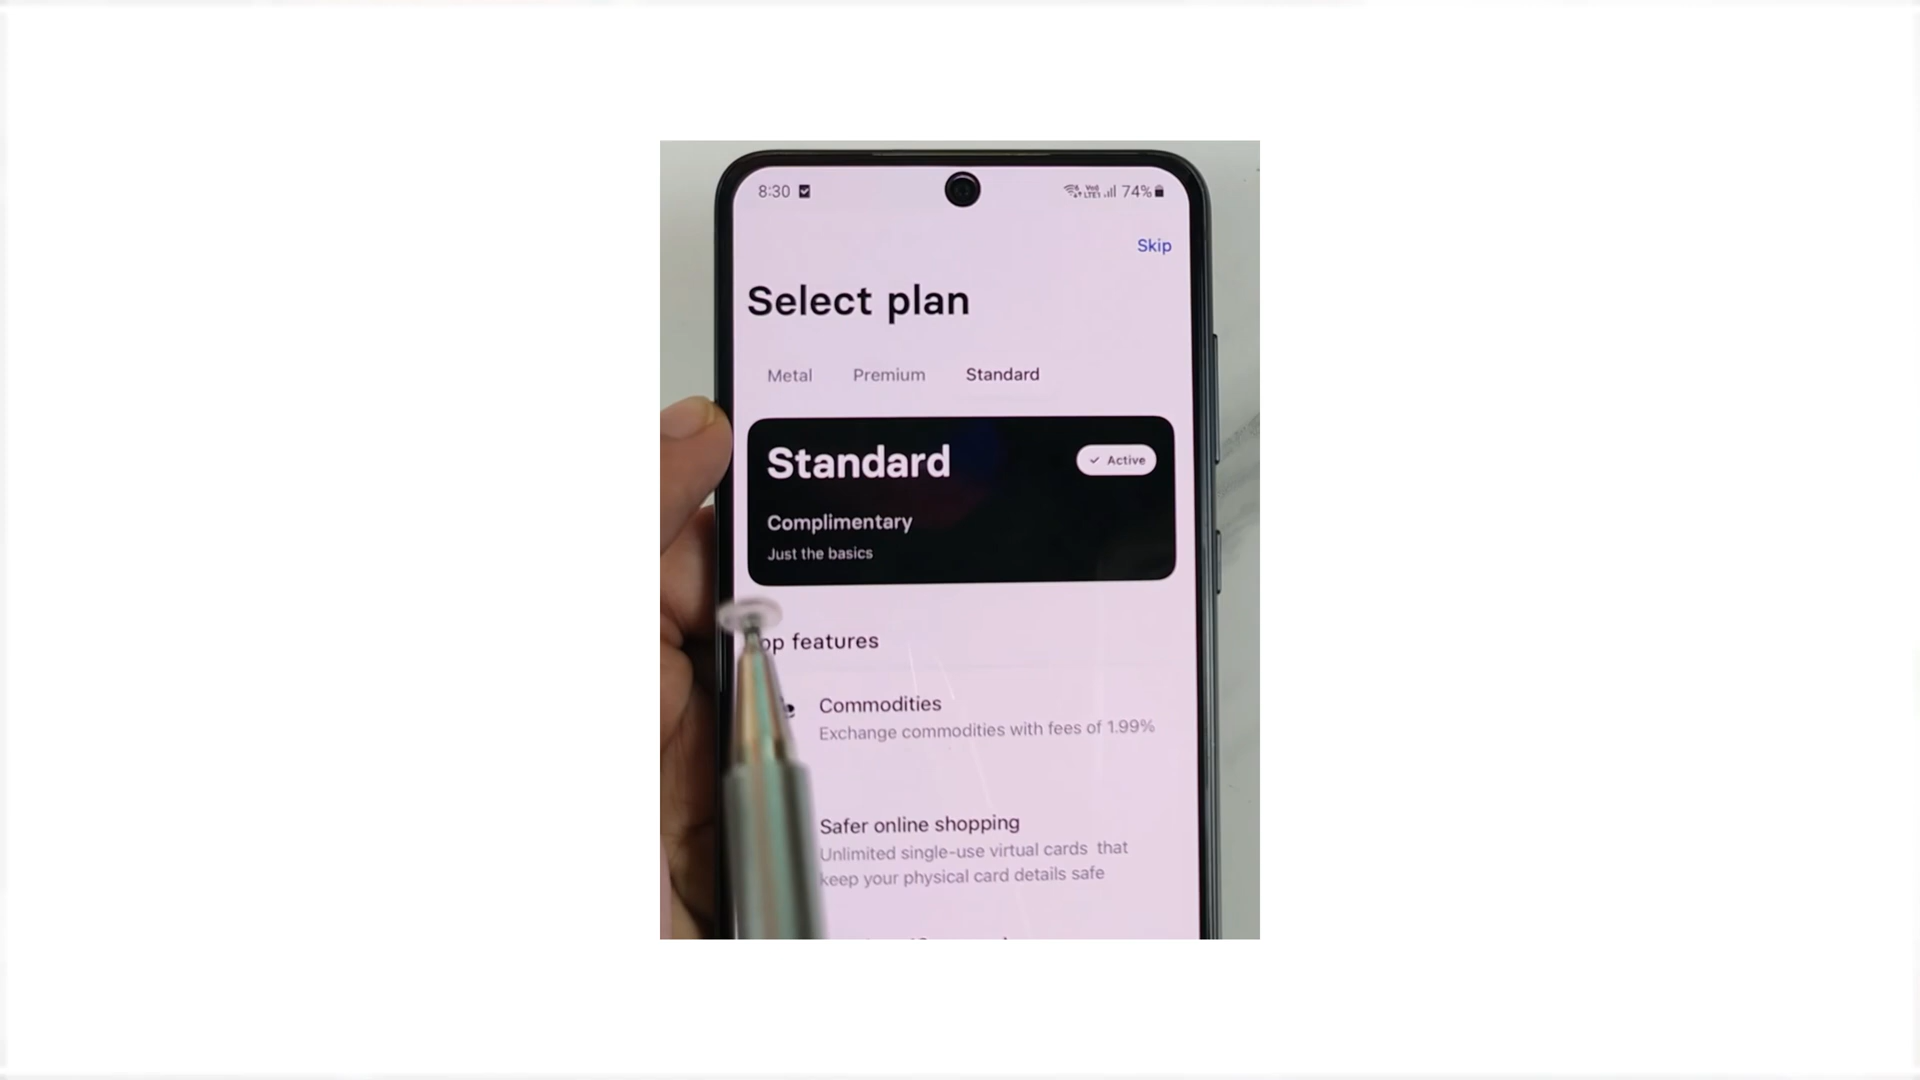 8:30 74%
Skip
Select plan
Metal Premium Standard
Standard
Active
Complimentary
Just the basics
op features
Commodities
Exchange commodities with fees of 1.99%
Safer online shopping
Unlimited single-use virtual cards that
keep your physical card details safe